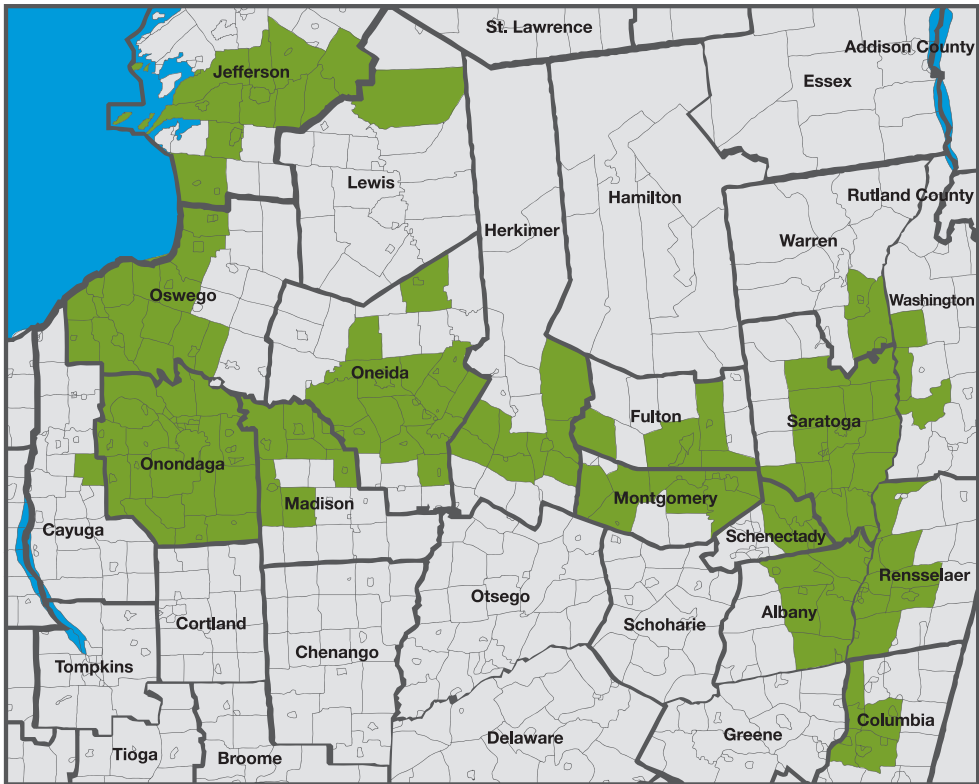 St. Lawrence
Addison County
Jefferson
Essex
Lewis
Rutland County
Hamilton
Herkimer
Warren
Oswego
Washington
Oneida
Fulton
Saratoga
Onondaga
Montgomery
Madison
Cayuga
Schenectady
Rensselaer
Otsego
Albany
Cortland
Schoharie
Chenango
Tompkins
Columbia
Greene
Delaware
Tioga
Broome